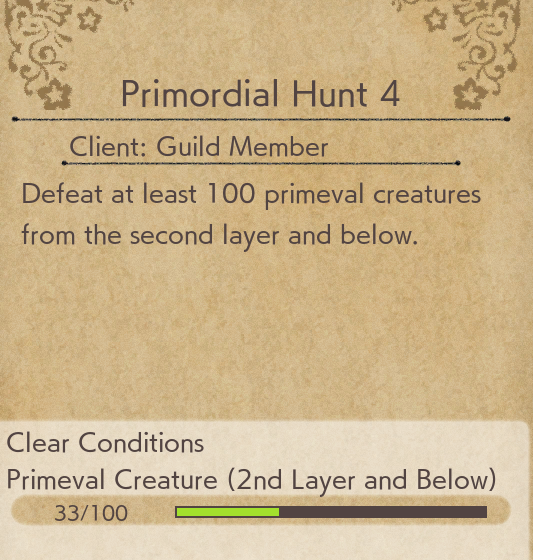 Primordial Hunt 4
Client: Guild Member
Defeat at least 100 primeval creatures
from the second layer and below.
Clear Conditions
Primeval Creature (2nd Layer and Below)
33/100